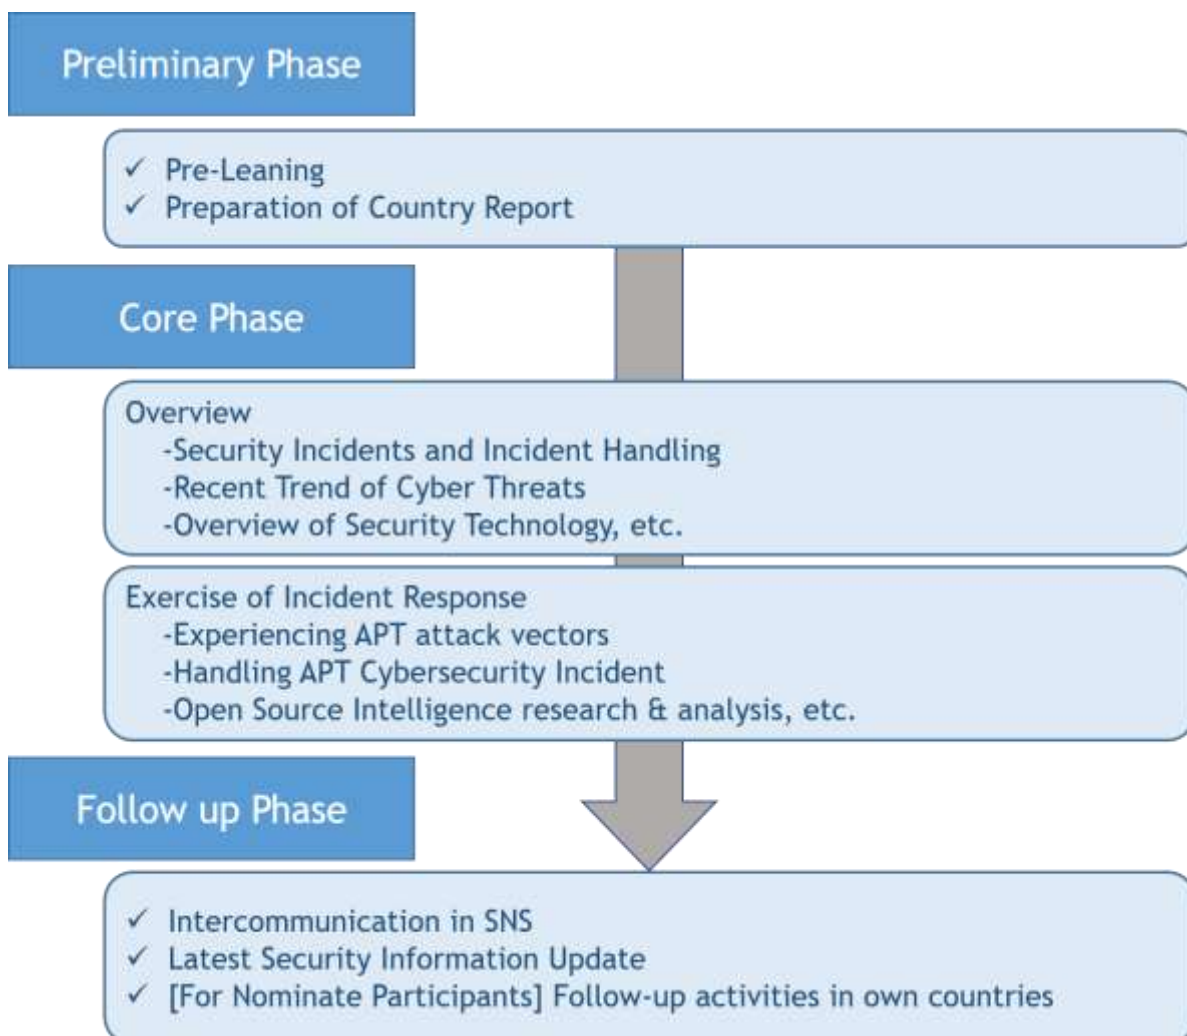 Preliminary Phase
✓ Pre-Leaning
✓ Preparation of Country Report
Core Phase
Overview
-Security Incidents and Incident Handling
-Recent Trend of Cyber Threats
-Overview of Security Technology, etc.
Exercise of Incident Response
-Experiencing APT attack vectors
-Handling APT Cybersecurity Incident
-Open Source Intelligence research & analysis, etc.
Follow up Phase
✓ Intercommunication in SNS
✓ Latest Security Information Update
✓ [For Nominate Participants] Follow-up activities in own countries